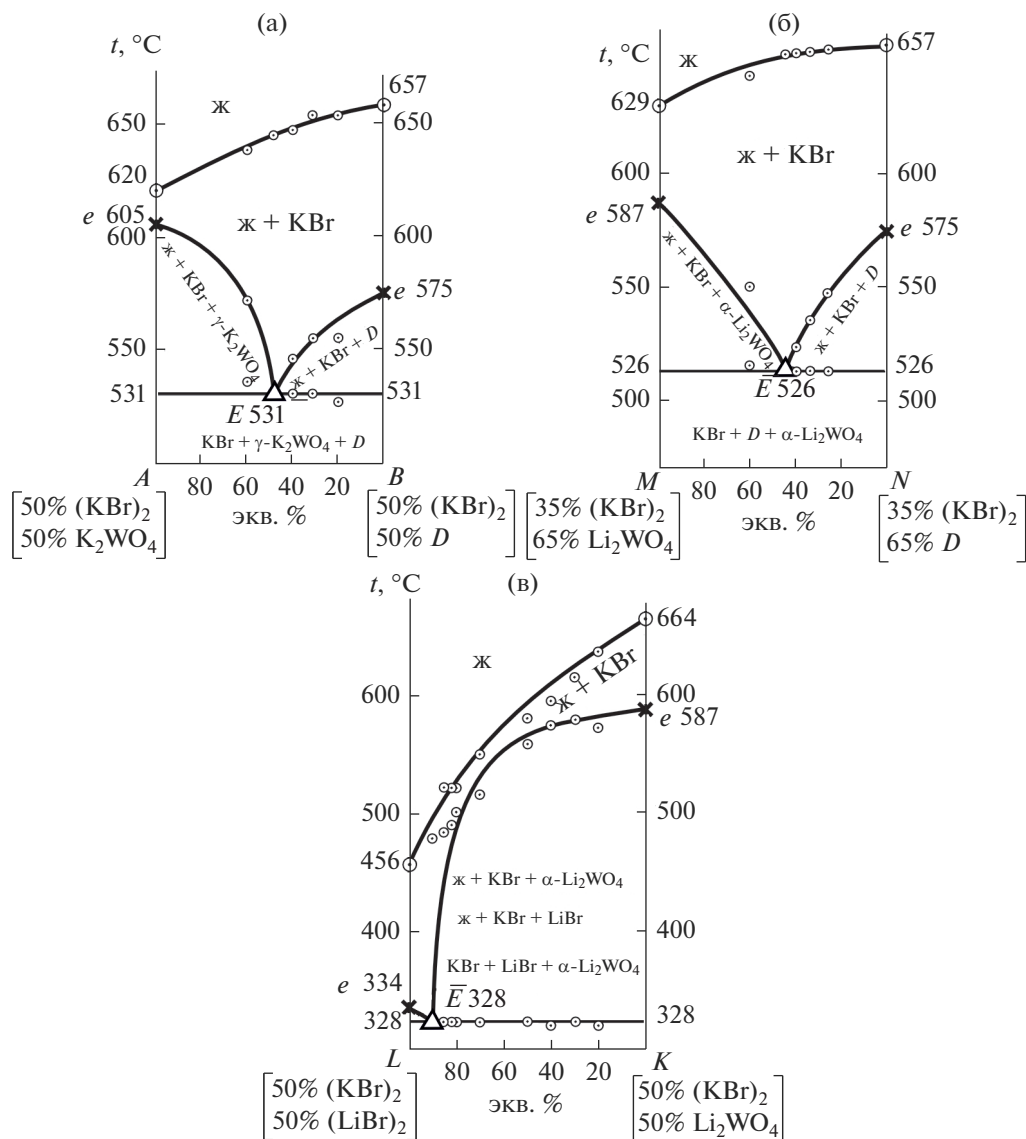 (а)
t, °C
ж
657
650
650
620
ж + KBr
e 605
600
600
ж + KBr + γ-K₂WO₄
e 575
ж + KBr + D
550
550
531
531
E 531
KBr + γ-K₂WO₄ + D
A 80 60 40 20 B
экв. %
[50% (KBr)₂
50% K₂WO₄]
[50% (KBr)₂
50% D]
(б)
t, °C
ж
657
629
ж + KBr
600
600
e 587
e 575
ж + KBr + α-Li₂WO₄
ж + KBr + D
550
550
526
526
E 526
500
500
KBr + D + α-Li₂WO₄
M 80 60 40 20 N
экв. %
[35% (KBr)₂
65% Li₂WO₄]
[35% (KBr)₂
65% D]
(в)
t, °C
ж
664
ж + KBr
600
600
e 587
500
500
456
ж + KBr + α-Li₂WO₄
ж + KBr + LiBr
400
400
KBr + LiBr + α-Li₂WO₄
e 334
E̅ 328
328
328
L 80 60 40 20 K
экв. %
[50% (KBr)₂
50% (LiBr)₂]
[50% (KBr)₂
50% Li₂WO₄]